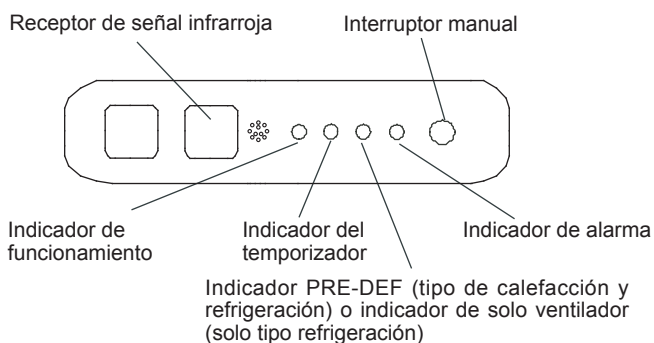 Receptor de señal infrarroja
Interruptor manual
Indicador de
funcionamiento
Indicador del
temporizador
Indicador de alarma
Indicador PRE-DEF (tipo de calefacción y
refrigeración) o indicador de solo ventilador
(solo tipo refrigeración)